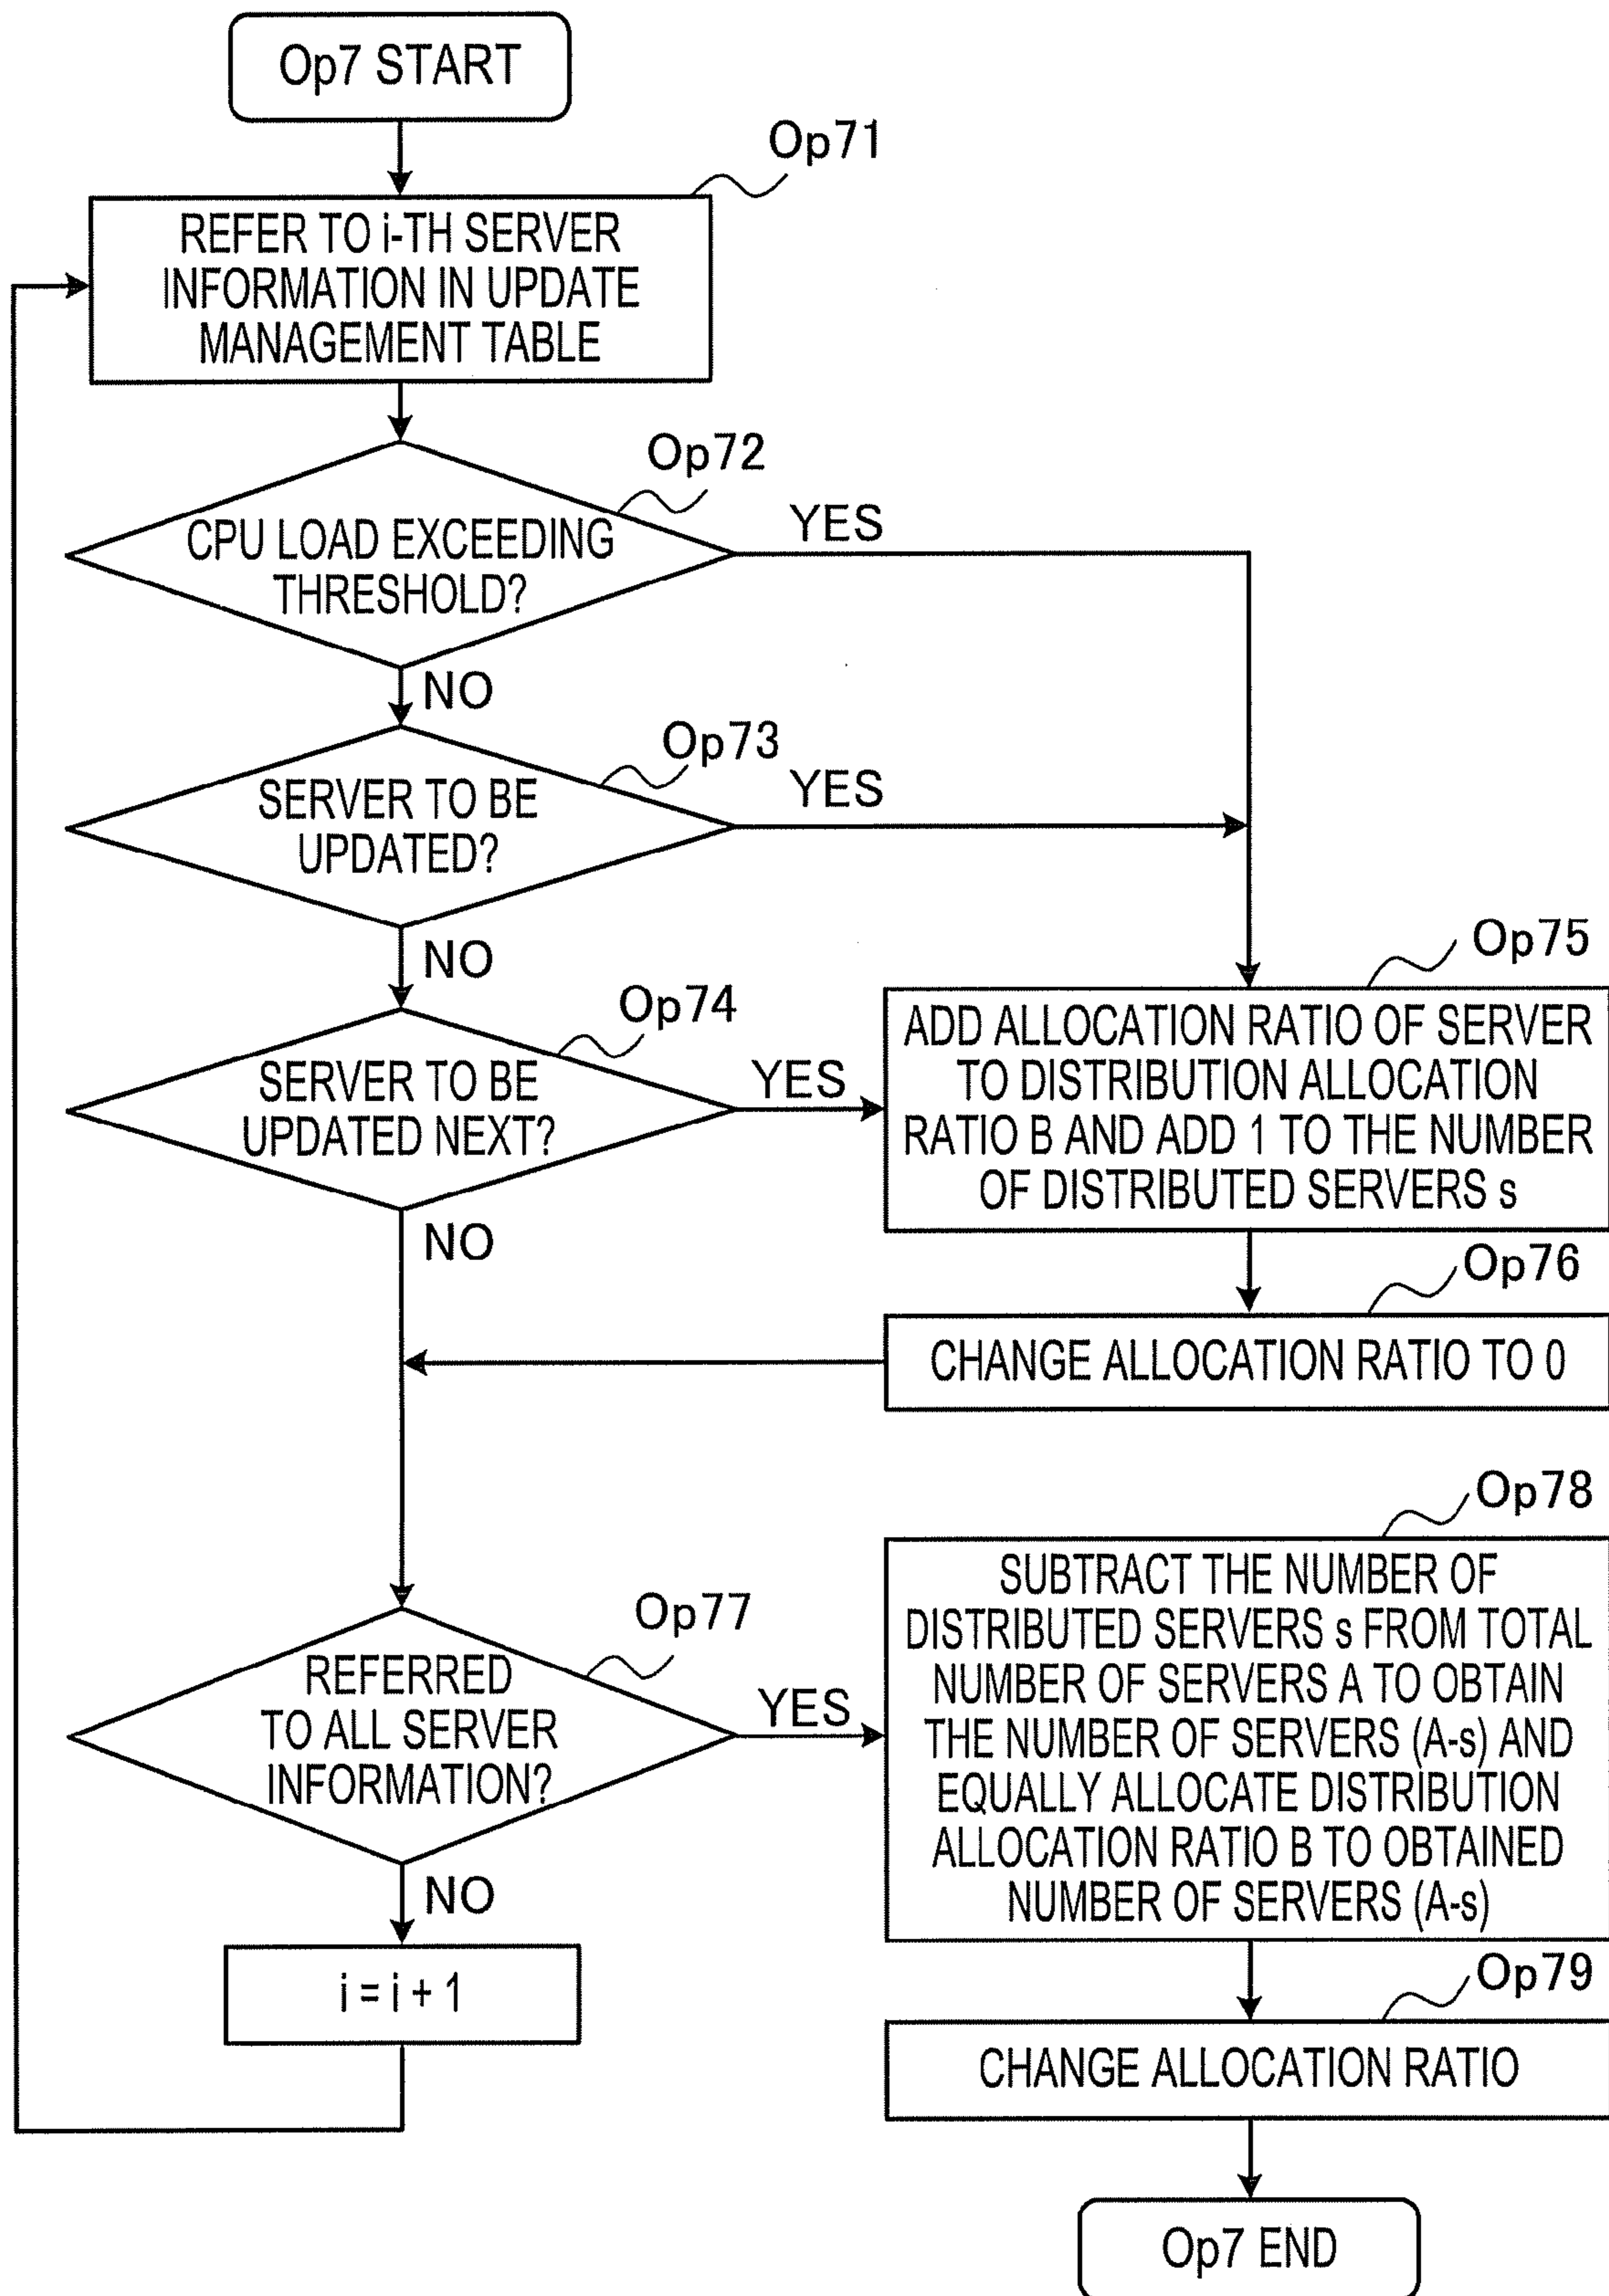 Op7 START
Op71
REFER TO i-TH SERVER
INFORMATION IN UPDATE
MANAGEMENT TABLE
Op72
CPU LOAD EXCEEDING
THRESHOLD?
YES
NO
Op73
SERVER TO BE
UPDATED?
YES
NO
Op74
SERVER TO BE
UPDATED NEXT?
YES
NO
Op75
ADD ALLOCATION RATIO OF SERVER
TO DISTRIBUTION ALLOCATION
RATIO B AND ADD 1 TO THE NUMBER
OF DISTRIBUTED SERVERS s
Op76
CHANGE ALLOCATION RATIO TO 0
Op77
REFERRED
TO ALL SERVER
INFORMATION?
YES
NO
i = i + 1
Op78
SUBTRACT THE NUMBER OF
DISTRIBUTED SERVERS s FROM TOTAL
NUMBER OF SERVERS A TO OBTAIN
THE NUMBER OF SERVERS (A-s) AND
EQUALLY ALLOCATE DISTRIBUTION
ALLOCATION RATIO B TO OBTAINED
NUMBER OF SERVERS (A-s)
Op79
CHANGE ALLOCATION RATIO
Op7 END